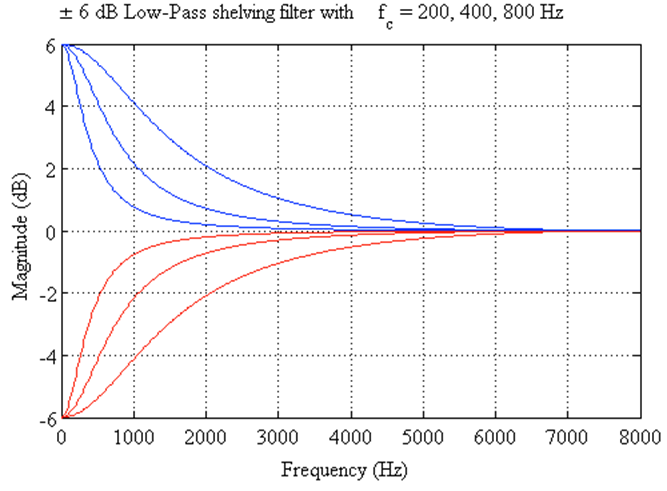 ± 6 dB Low-Pass shelving filter with f_c = 200, 400, 800 Hz
Magnitude (dB)
6
4
2
0
-2
-4
-6
0 1000 2000 3000 4000 5000 6000 7000 8000
Frequency (Hz)